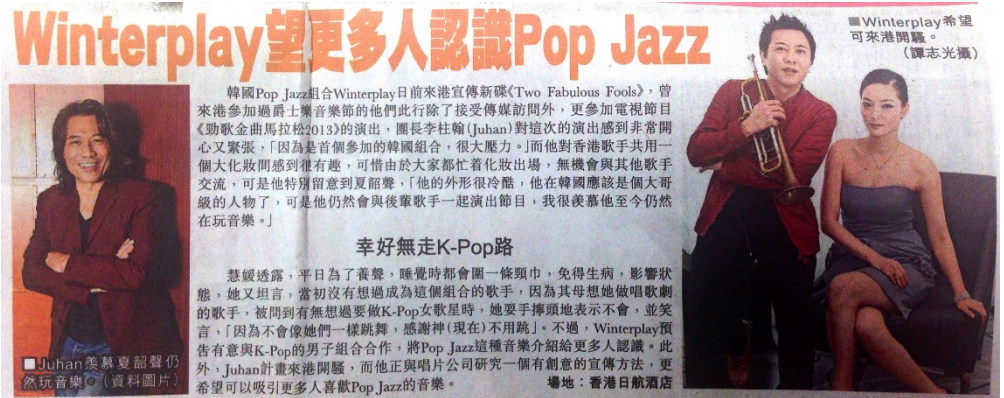 Winterplay望更多人認識Pop Jazz
韓國Pop Jazz組合Winterplay日前來港宣傳新碟《Two Fabulous Fools》，曾
來港參加過爵士樂音樂節的他們此行除了接受傳媒訪問外，更參加電視節目
《勁歌金曲馬拉松2013》的演出，團長李柱翰(Juhan)對這次的演出感到非常開
心又緊張，「因為是首個參加的韓國組合，很大壓力。」而他對香港歌手共用一
個大化妝間感到很有趣，可惜由於大家都忙着化妝出場，無機會與其他歌手
交流，可是他特別留意到夏韶聲，「他的外形很冷酷，他在韓國應該是個大哥
級的人物了，可是他仍然會與後輩歌手一起演出節目，我很羨慕他至今仍然
在玩音樂。」
幸好無走K-Pop路
慧媛透露，平日為了養聲，睡覺時都會圍一條頸巾，免得生病，影響狀
態，她又坦言，當初沒有想過成為這個組合的歌手，因為其母想她做唱歌劇
的歌手，被問到有無想過要做K-Pop女歌星時，她要手擰頭地表示不會，並笑
言，「因為不會像她們一樣跳舞，感謝神(現在)不用跳」。不過，Winterplay預
告有意與K-Pop的男子組合合作，將Pop Jazz這種音樂介紹給更多人認識。此
外，Juhan計畫來港開騷，而他正與唱片公司研究一個有創意的宣傳方法，更
希望可以吸引更多人喜歡Pop Jazz的音樂。
場地：香港日航酒店
■Juhan羨慕夏韶聲仍
然玩音樂。（資料圖片）
■Winterplay希望
可來港開騷。
（譚志光攝）